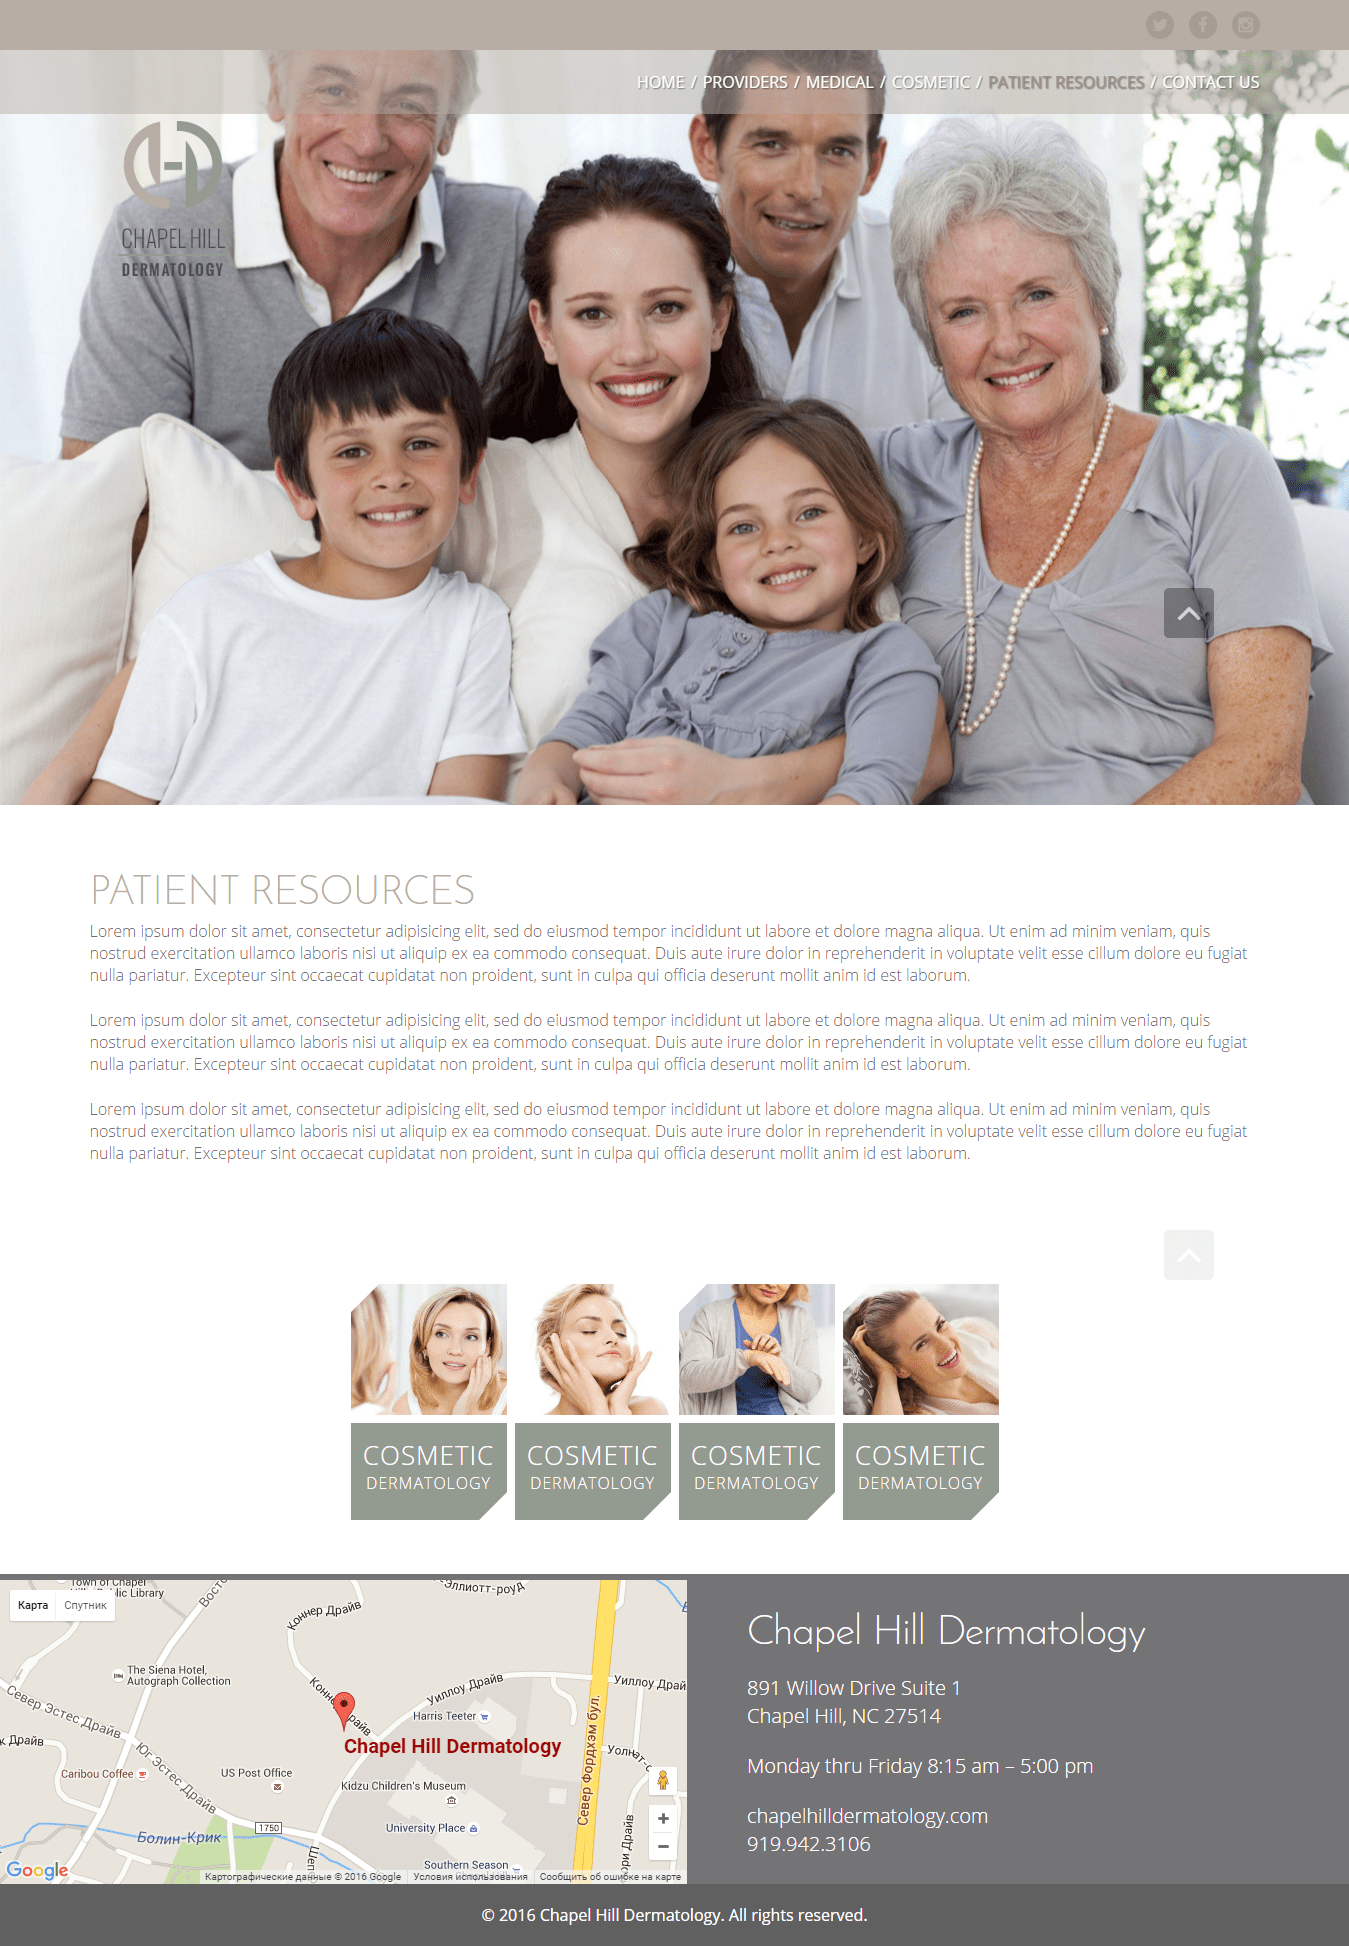 HOME / PROVIDERS / MEDICAL / COSMETIC / PATIENT RESOURCES / CONTACT US
CHAPEL HILL
DERMATOLOGY
PATIENT RESOURCES
Lorem ipsum dolor sit amet, consectetur adipisicing elit, sed do eiusmod tempor incididunt ut labore et dolore magna aliqua. Ut enim ad minim veniam, quis
nostrud exercitation ullamco laboris nisi ut aliquip ex ea commodo consequat. Duis aute irure dolor in reprehenderit in voluptate velit esse cillum dolore eu fugiat
nulla pariatur. Excepteur sint occaecat cupidatat non proident, sunt in culpa qui officia deserunt mollit anim id est laborum.
Lorem ipsum dolor sit amet, consectetur adipisicing elit, sed do eiusmod tempor incididunt ut labore et dolore magna aliqua. Ut enim ad minim veniam, quis
nostrud exercitation ullamco laboris nisi ut aliquip ex ea commodo consequat. Duis aute irure dolor in reprehenderit in voluptate velit esse cillum dolore eu fugiat
nulla pariatur. Excepteur sint occaecat cupidatat non proident, sunt in culpa qui officia deserunt mollit anim id est laborum.
Lorem ipsum dolor sit amet, consectetur adipisicing elit, sed do eiusmod tempor incididunt ut labore et dolore magna aliqua. Ut enim ad minim veniam, quis
nostrud exercitation ullamco laboris nisi ut aliquip ex ea commodo consequat. Duis aute irure dolor in reprehenderit in voluptate velit esse cillum dolore eu fugiat
nulla pariatur. Excepteur sint occaecat cupidatat non proident, sunt in culpa qui officia deserunt mollit anim id est laborum.
COSMETIC
DERMATOLOGY
COSMETIC
DERMATOLOGY
COSMETIC
DERMATOLOGY
COSMETIC
DERMATOLOGY
Town of Chapel
Public Library
Карта Спутник
Коннер Драйв
The Siena Hotel,
Autograph Collection
Север Эстес Драйв
Юг Эстес Драйв
Уиллоу Драйв
Уиллоу Драй
Harris Teeter
Chapel Hill Dermatology
Caribou Coffee
US Post Office
Kidzu Children's Museum
Север Фордхэм бул.
1750
Болин-Крик
University Place
Southern Season
Google
Картографические данные © 2016 Google
Условия использования
Сообщить об ошибке на карте
Chapel Hill Dermatology
891 Willow Drive Suite 1
Chapel Hill, NC 27514
Monday thru Friday 8:15 am – 5:00 pm
chapelhilldermatology.com
919.942.3106
© 2016 Chapel Hill Dermatology. All rights reserved.